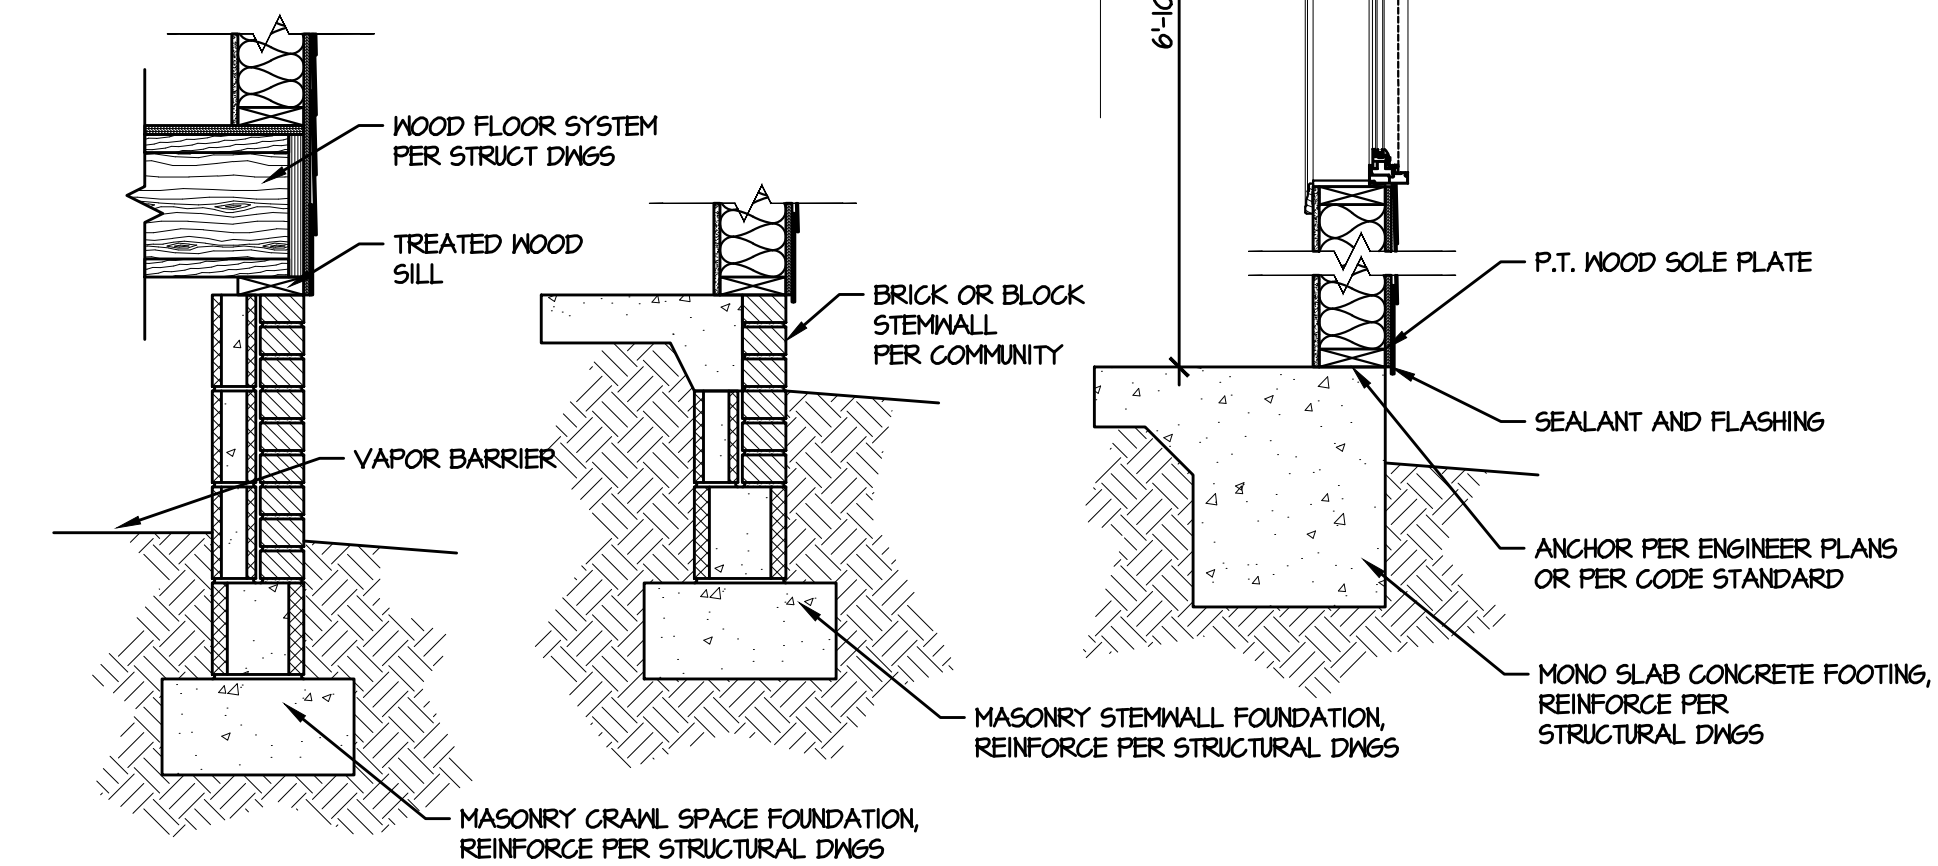 6'-10
WOOD FLOOR SYSTEM
PER STRUCT DWGS
TREATED WOOD
SILL
VAPOR BARRIER
MASONRY CRAWL SPACE FOUNDATION,
REINFORCE PER STRUCTURAL DWGS
BRICK OR BLOCK
STEMWALL
PER COMMUNITY
MASONRY STEMWALL FOUNDATION,
REINFORCE PER STRUCTURAL DWGS
P.T. WOOD SOLE PLATE
SEALANT AND FLASHING
ANCHOR PER ENGINEER PLANS
OR PER CODE STANDARD
MONO SLAB CONCRETE FOOTING,
REINFORCE PER
STRUCTURAL DWGS